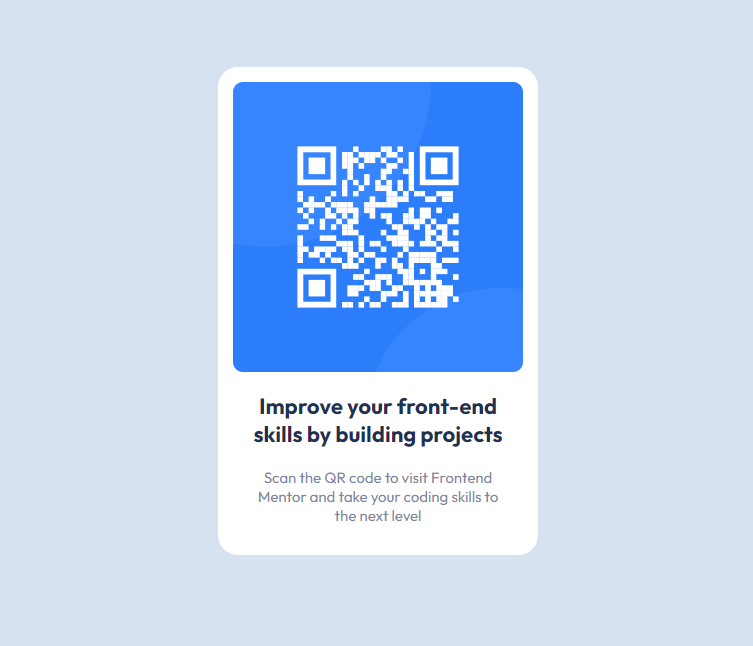 Improve your front-end
skills by building projects
Scan the QR code to visit Frontend
Mentor and take your coding skills to
the next level